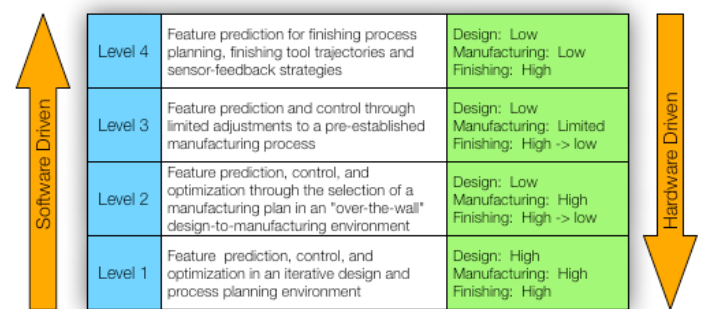 Software Driven
Level 4
Feature prediction for finishing process
planning, finishing tool trajectories and
sensor-feedback strategies
Design: Low
Manufacturing: Low
Finishing: High
Level 3
Feature prediction and control through
limited adjustments to a pre-established
manufacturing process
Design: Low
Manufacturing: Limited
Finishing: High -> low
Level 2
Feature prediction, control, and
optimization through the selection of a
manufacturing plan in an "over-the-wall"
design-to-manufacturing environment
Design: Low
Manufacturing: High
Finishing: High -> low
Level 1
Feature prediction, control, and
optimization in an iterative design and
process planning environment
Design: High
Manufacturing: High
Finishing: High
Hardware Driven